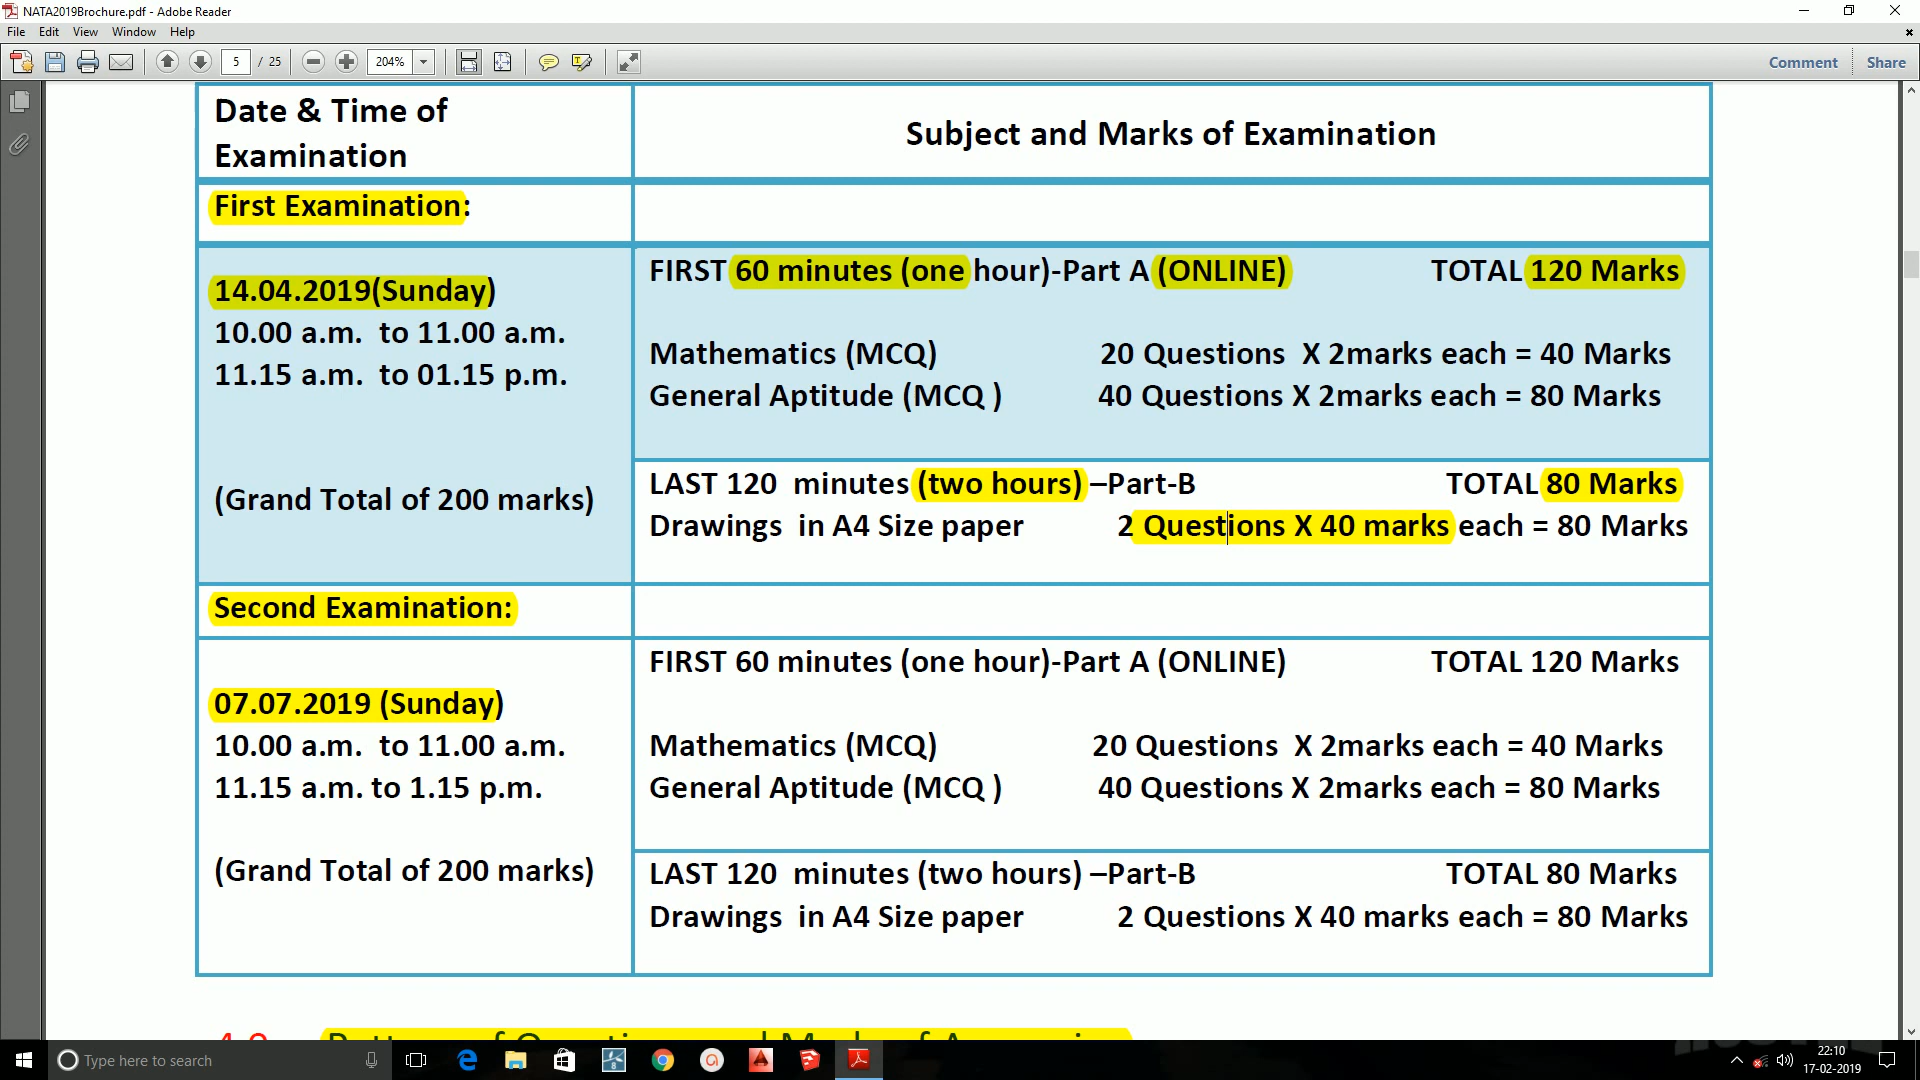 NATA2019Brochure.pdf - Adobe Reader
File Edit View Window Help
5 / 25 204% Comment Share
Date & Time of Examination
Subject and Marks of Examination
First Examination:
14.04.2019(Sunday)
10.00 a.m. to 11.00 a.m.
11.15 a.m. to 01.15 p.m.
(Grand Total of 200 marks)
FIRST 60 minutes (one hour)-Part A (ONLINE) TOTAL 120 Marks
Mathematics (MCQ) 20 Questions X 2marks each = 40 Marks
General Aptitude (MCQ ) 40 Questions X 2marks each = 80 Marks
LAST 120 minutes (two hours) –Part-B TOTAL 80 Marks
Drawings in A4 Size paper 2 Questions X 40 marks each = 80 Marks
Second Examination:
07.07.2019 (Sunday)
10.00 a.m. to 11.00 a.m.
11.15 a.m. to 1.15 p.m.
(Grand Total of 200 marks)
FIRST 60 minutes (one hour)-Part A (ONLINE) TOTAL 120 Marks
Mathematics (MCQ) 20 Questions X 2marks each = 40 Marks
General Aptitude (MCQ ) 40 Questions X 2marks each = 80 Marks
LAST 120 minutes (two hours) –Part-B TOTAL 80 Marks
Drawings in A4 Size paper 2 Questions X 40 marks each = 80 Marks
Type here to search
22:10
17-02-2019